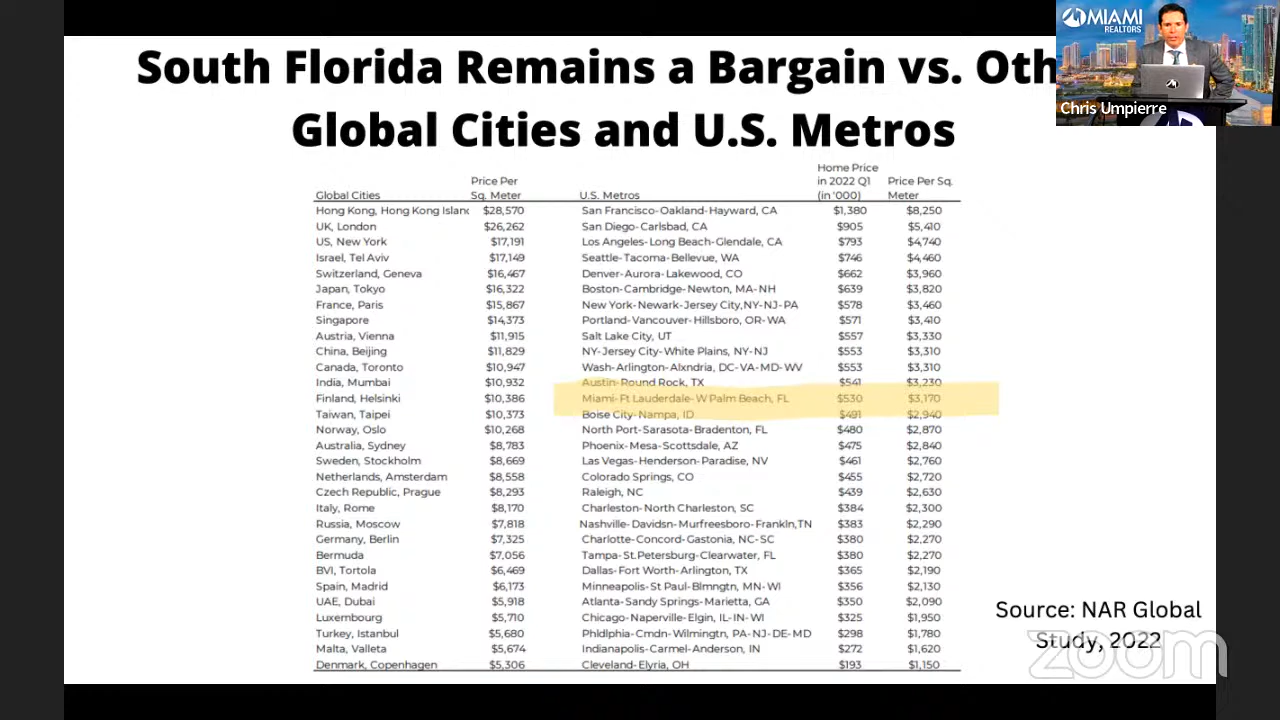 South Florida Remains a Bargain vs. Oth
Global Cities and U.S. Metros
MIAMI
REALTORS
Chris Umpierre
Global Cities Price Per Sq. Meter U.S. Metros Home Price in 2022 Q1 (in '000) Price Per Sq. Meter
Hong Kong, Hong Kong Islanc $28,570 San Francisco-Oakland-Hayward, CA $1,380 $8,250
UK, London $26,262 San Diego-Carlsbad, CA $905 $5,410
US, New York $17,191 Los Angeles-Long Beach-Glendale, CA $793 $4,740
Israel, Tel Aviv $17,149 Seattle-Tacoma-Bellevue, WA $746 $4,460
Switzerland, Geneva $16,467 Denver-Aurora-Lakewood, CO $662 $3,960
Japan, Tokyo $16,322 Boston-Cambridge-Newton, MA-NH $639 $3,820
France, Paris $15,867 New York-Newark-Jersey City,NY-NJ-PA $578 $3,460
Singapore $14,373 Portland-Vancouver-Hillsboro, OR-WA $571 $3,410
Austria, Vienna $11,915 Salt Lake City, UT $557 $3,330
China, Beijing $11,829 NY-Jersey City-White Plains, NY-NJ $553 $3,310
Canada, Toronto $10,947 Wash-Arlington-Alxndria, DC-VA-MD-WV $553 $3,310
India, Mumbai $10,932 Austin-Round Rock, TX $541 $3,230
Finland, Helsinki $10,386 Miami-Ft Lauderdale-W Palm Beach, FL $530 $3,170
Taiwan, Taipei $10,373 Boise City-Nampa, ID $491 $2,940
Norway, Oslo $10,268 North Port-Sarasota-Bradenton, FL $480 $2,870
Australia, Sydney $8,783 Phoenix-Mesa-Scottsdale, AZ $475 $2,840
Sweden, Stockholm $8,669 Las Vegas-Henderson-Paradise, NV $461 $2,760
Netherlands, Amsterdam $8,558 Colorado Springs, CO $455 $2,720
Czech Republic, Prague $8,293 Raleigh, NC $439 $2,630
Italy, Rome $8,170 Charleston-North Charleston, SC $384 $2,300
Russia, Moscow $7,818 Nashville-Davidsn-Murfreesboro-Frankln,TN $383 $2,290
Germany, Berlin $7,325 Charlotte-Concord-Gastonia, NC-SC $380 $2,270
Bermuda $7,056 Tampa-St.Petersburg-Clearwater, FL $380 $2,270
BVI, Tortola $6,469 Dallas-Fort Worth-Arlington, TX $365 $2,190
Spain, Madrid $6,173 Minneapolis-St Paul-Blmngtn, MN-WI $356 $2,130
UAE, Dubai $5,918 Atlanta-Sandy Springs-Marietta, GA $350 $2,090
Luxembourg $5,710 Chicago-Naperville-Elgin, IL-IN-WI $325 $1,950
Turkey, Istanbul $5,680 Phldlphia-Cmdn-Wilmingtn, PA-NJ-DE-MD $298 $1,780
Malta, Valleta $5,674 Indianapolis-Carmel-Anderson, IN $272 $1,620
Denmark, Copenhagen $5,306 Cleveland-Elyria, OH $193 $1,150
Source: NAR Global
Study, 2022
zoom